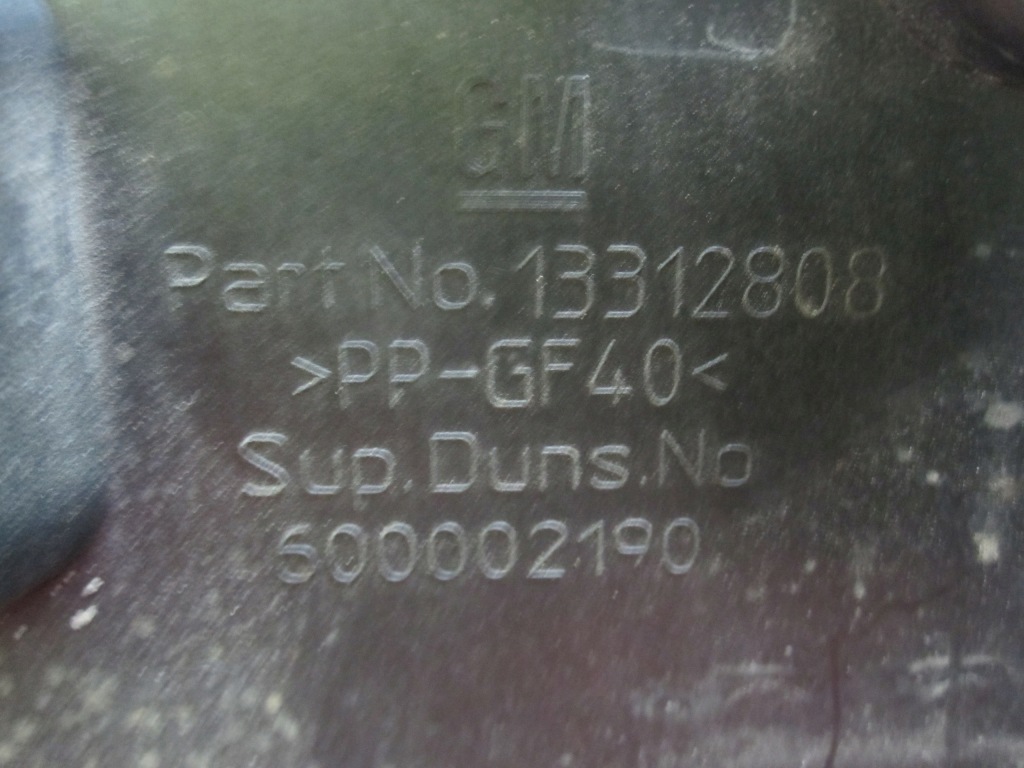 GM
Part No. 13312808
>PP-GF40<
Sup.Duns.No
600002190